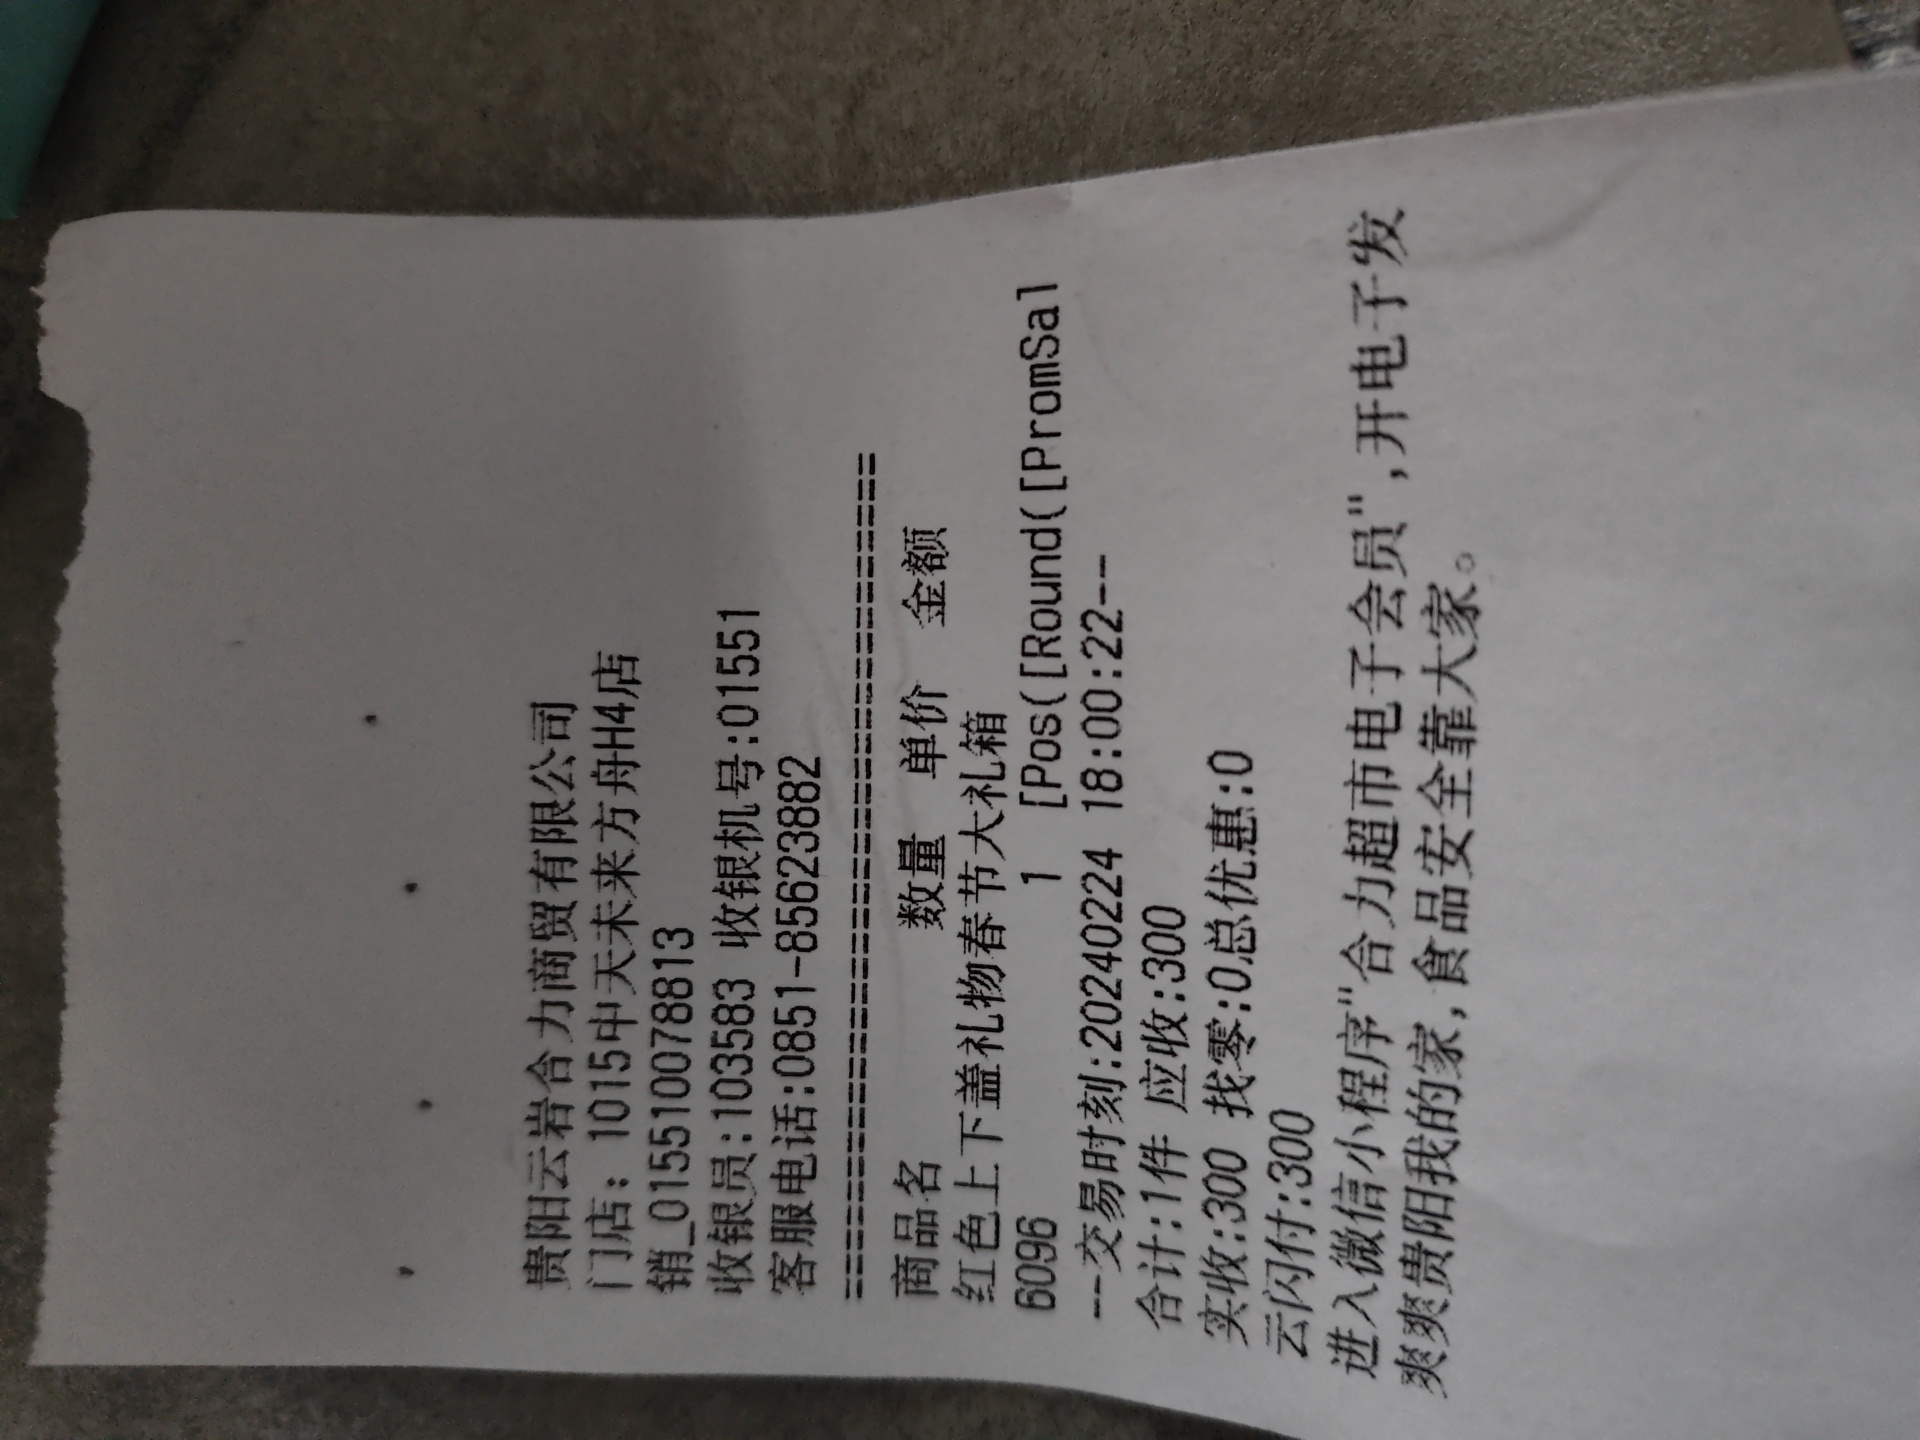 贵阳云岩合力商贸有限公司
门店：1015中天未来方舟H4店
销_0155100788​13
收银员:103583 收银机号:01551
客服电话:0851-85623882
==========================================
商品名 数量 单价 金额
红色上下盖礼物春节大礼箱
6096 1 [Pos([Round([PromSal
--交易时刻:20240224 18:00:22--
合计:1件 应收:300
实收:300 找零:0总优惠:0
云闪付:300
进入微信小程序"合力超市电子会员",开电子发
爽爽贵阳我的家,食品安全靠大家。